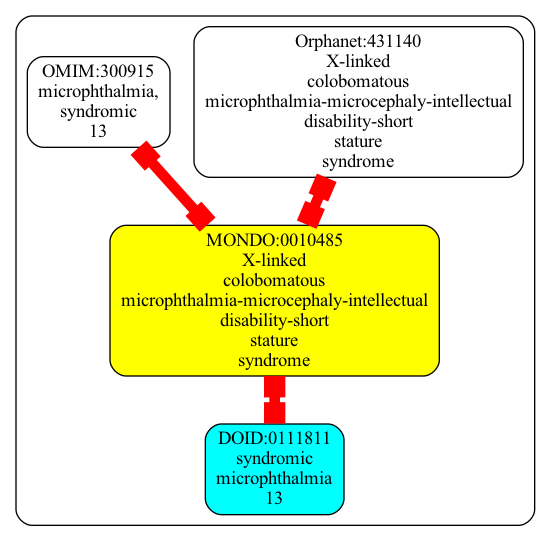 OMIM:300915
microphthalmia,
syndromic
13
Orphanet:431140
X-linked
colobomatous
microphthalmia-microcephaly-intellectual
disability-short
stature
syndrome
MONDO:0010485
X-linked
colobomatous
microphthalmia-microcephaly-intellectual
disability-short
stature
syndrome
DOID:0111811
syndromic
microphthalmia
13